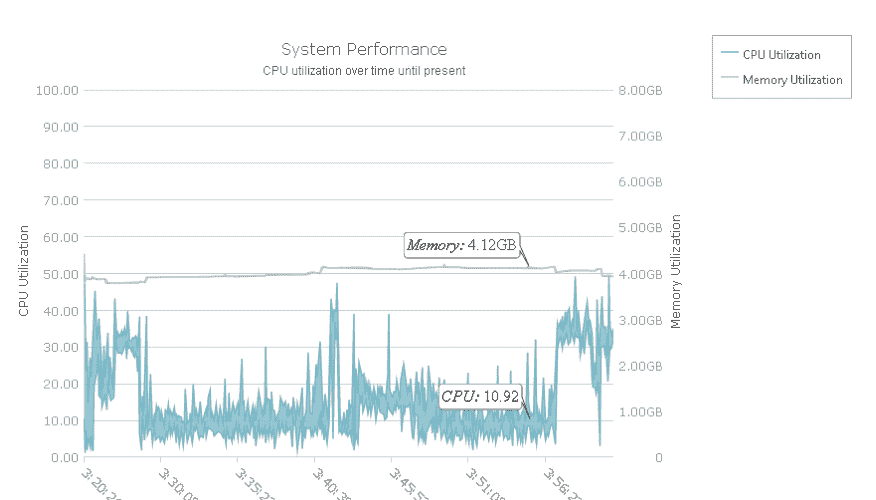 System Performance
CPU utilization over time until present
CPU Utilization
Memory Utilization
100.00
90.00
80.00
70.00
60.00
50.00
40.00
30.00
20.00
10.00
0.00
8.00GB
7.00GB
6.00GB
5.00GB
4.00GB
3.00GB
2.00GB
1.00GB
0
CPU Utilization
Memory Utilization
Memory: 4.12GB
CPU: 10.92